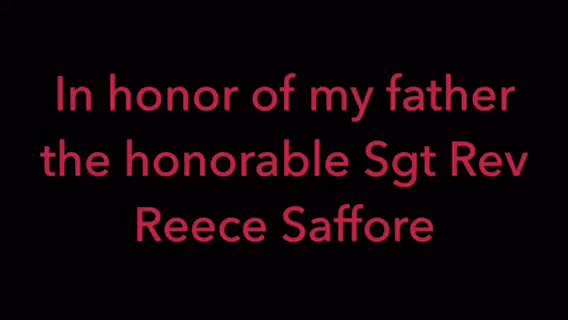 In honor of my father
the honorable Sgt Rev
Reece Saffore